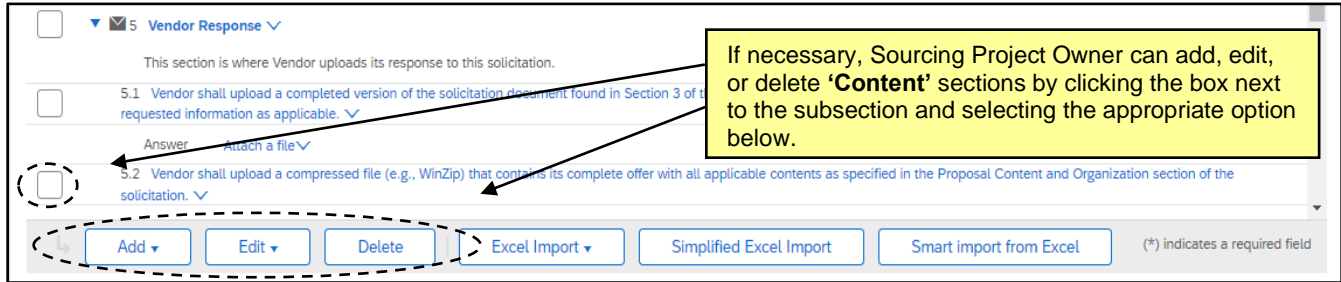 5 Vendor Response
This section is where Vendor uploads its response to this solicitation.
If necessary, Sourcing Project Owner can add, edit,
or delete ‘Content’ sections by clicking the box next
to the subsection and selecting the appropriate option
below.
5.1 Vendor shall upload a completed version of the solicitation document found in Section 3 of
requested information as applicable.
Answer Attach a file
5.2 Vendor shall upload a compressed file (e.g., WinZip) that contains its complete offer with all applicable contents as specified in the Proposal Content and Organization section of the
solicitation.
Add Edit Delete Excel Import Simplified Excel Import Smart import from Excel (*) indicates a required field